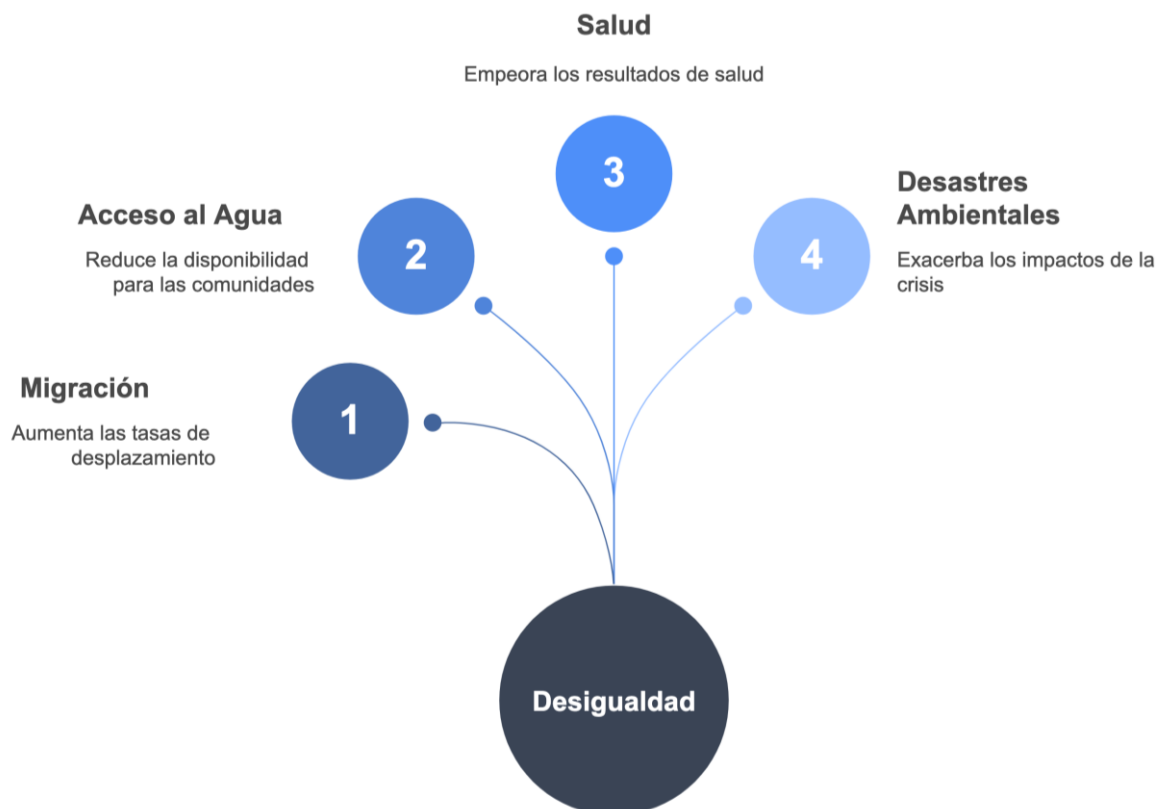 Salud
Empeora los resultados de salud
3
Desastres
Ambientales
Exacerba los impactos de la
crisis
4
Acceso al Agua
Reduce la disponibilidad
para las comunidades
2
Migración
Aumenta las tasas de
desplazamiento
1
Desigualdad